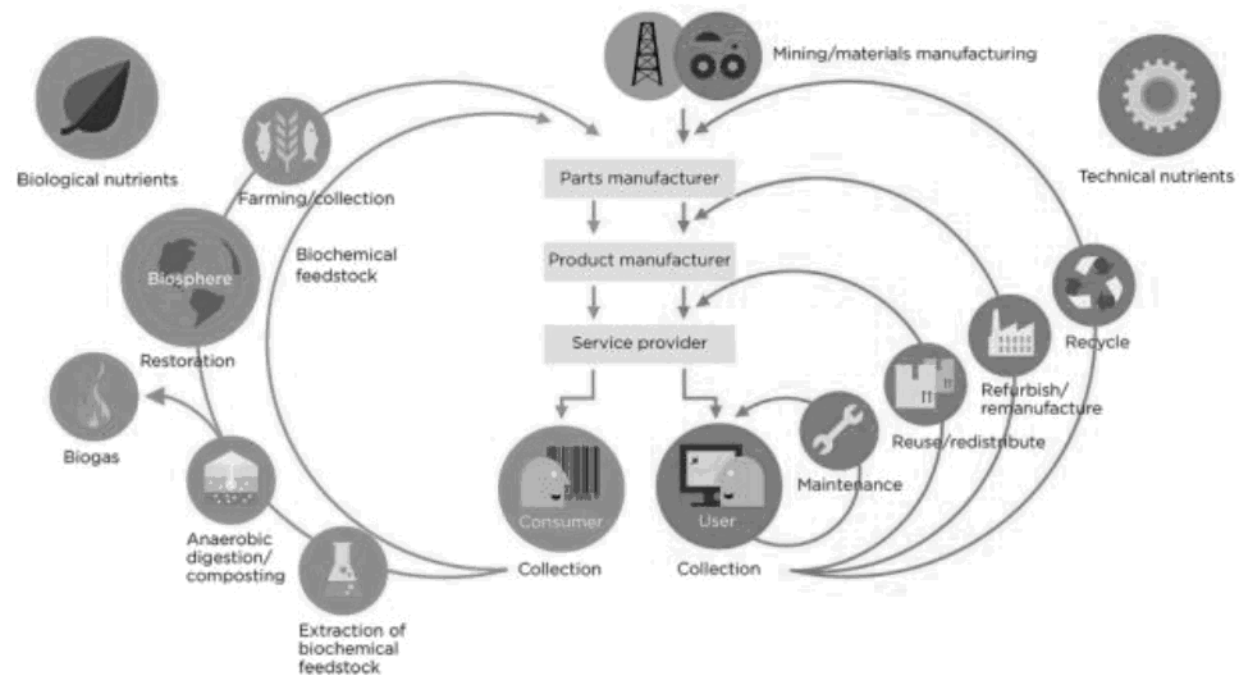 Mining/materials manufacturing
Biological nutrients
Technical nutrients
Farming/collection
Parts manufacturer
Biochemical
feedstock
Biosphere
Product manufacturer
Restoration
Service provider
Recycle
Refurbish/
remanufacture
Reuse/redistribute
Biogas
Maintenance
Consumer
User
Anaerobic
digestion/
composting
Collection
Collection
Extraction of
biochemical
feedstock